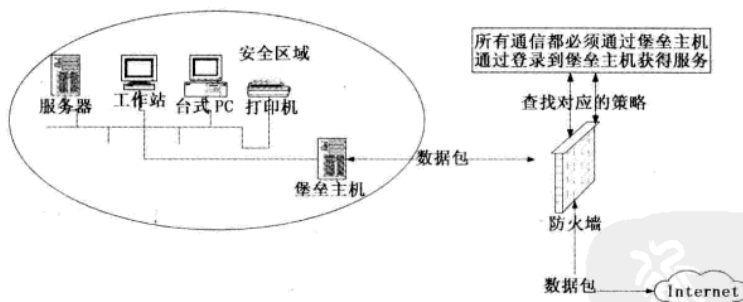 安全区域
服务器
工作站
台式PC
打印机
堡垒主机
数据包
所有通信都必须通过堡垒主机
通过登录到堡垒主机获得服务
查找对应的策略
防火墙
数据包
Internet